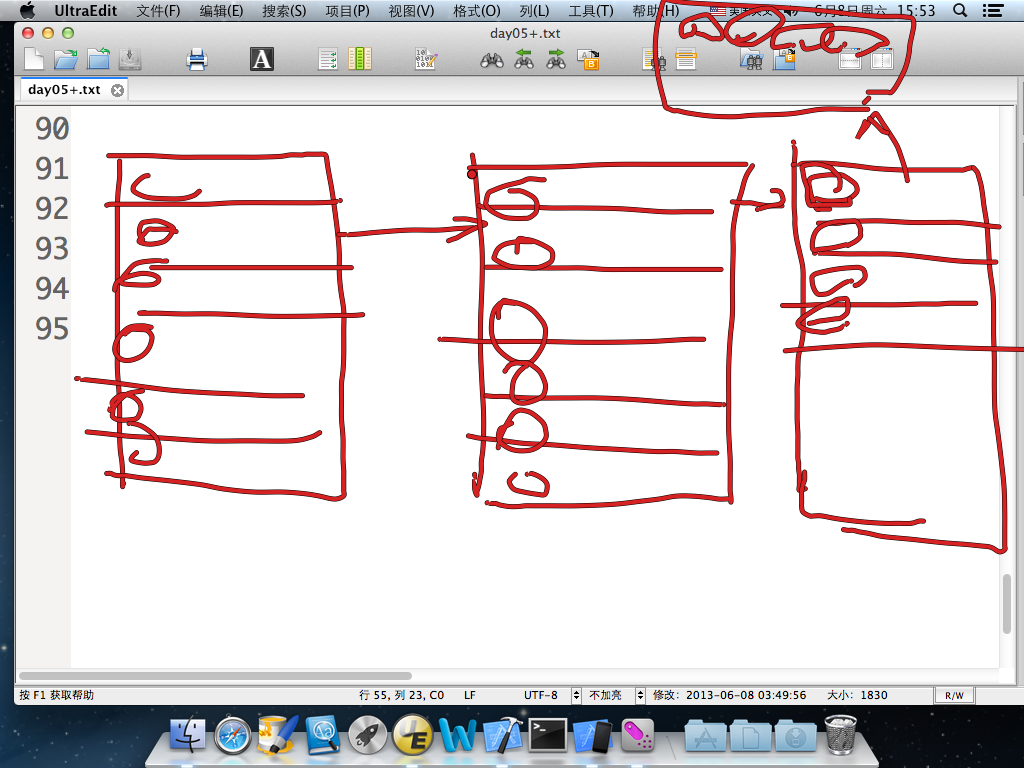 UltraEdit 文件(F) 编辑(E) 搜索(S) 项目(P) 视图(V) 格式(O) 列(L) 工具(T) 帮助(H) 6月8日周六 15:53
day05+.txt
day05+.txt
90
91
92
93
94
95
按 F1 获取帮助 行 55, 列 23, C0 LF UTF-8 不加亮 修改: 2013-06-08 03:49:56 大小: 1830 R/W